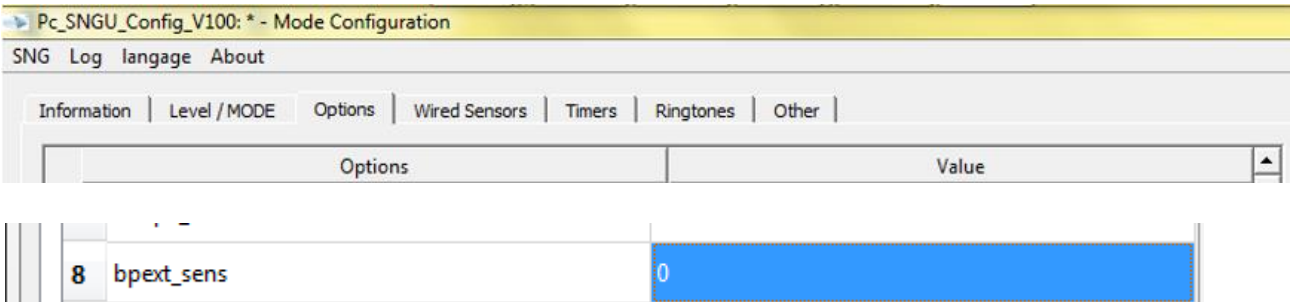 Pc_SNGU_Config_V100: * - Mode Configuration
SNG Log langage About
Information Level / MODE Options Wired Sensors Timers Ringtones Other
Options Value
8 bpext_sens 0